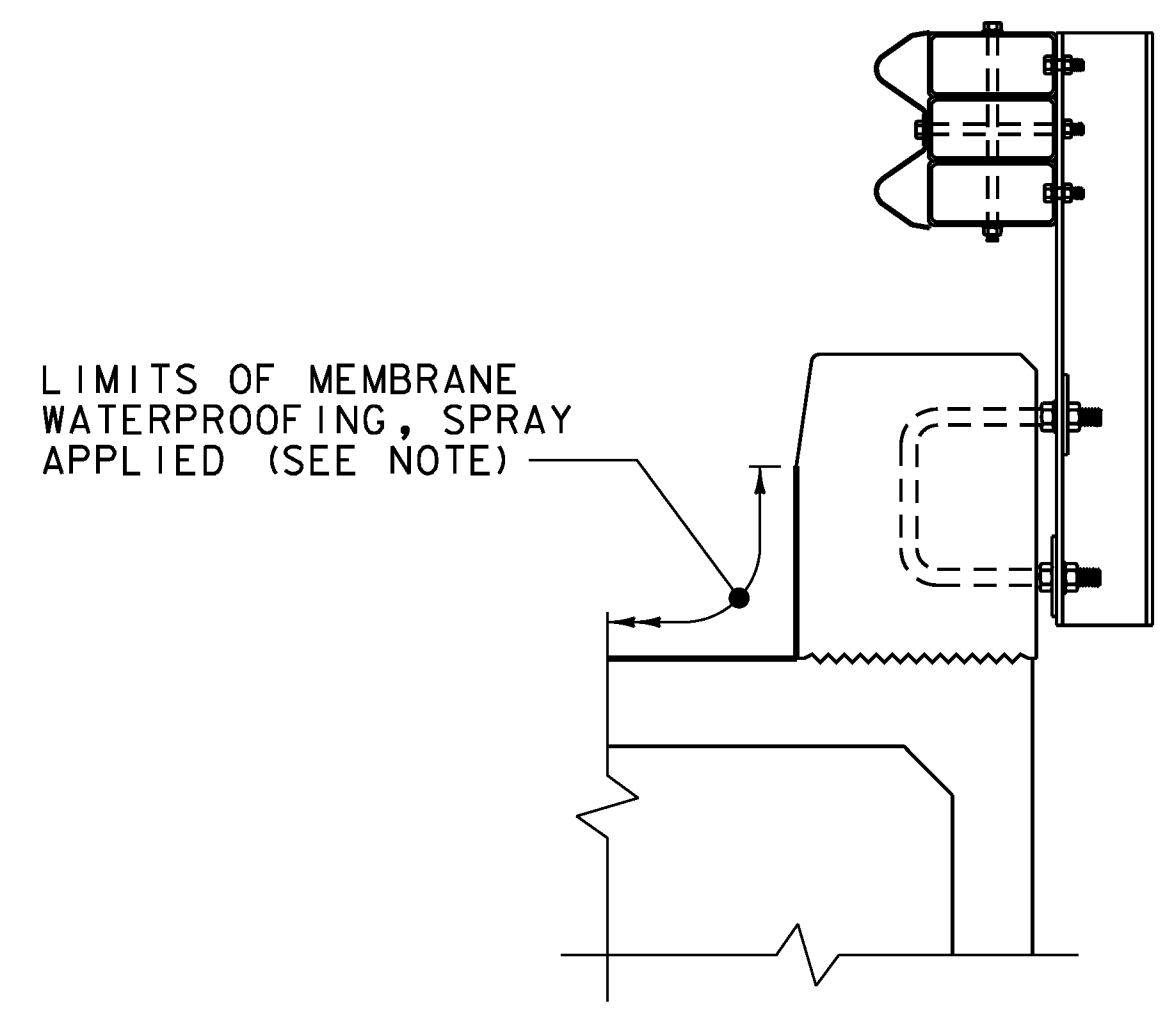 LIMITS OF MEMBRANE
WATERPROOFING, SPRAY
APPLIED (SEE NOTE)